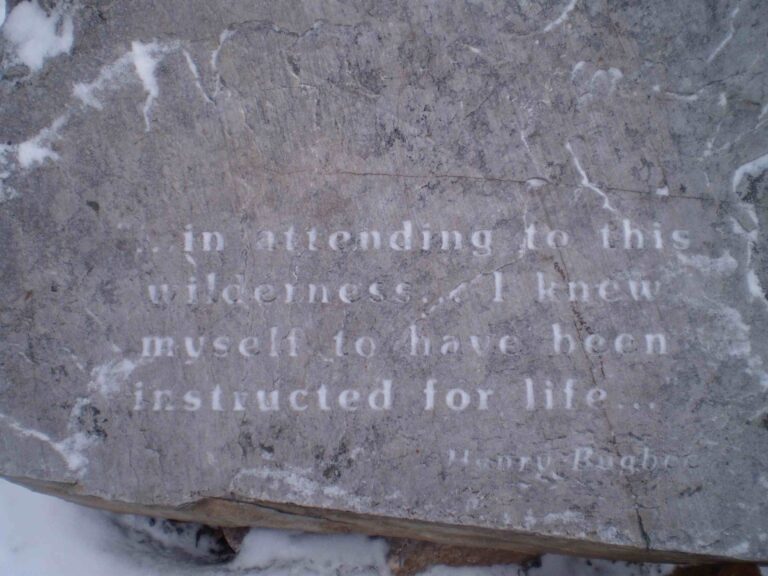 ...in attending to this
wilderness... I knew
myself to have been
instructed for life...
Henry Bugbee